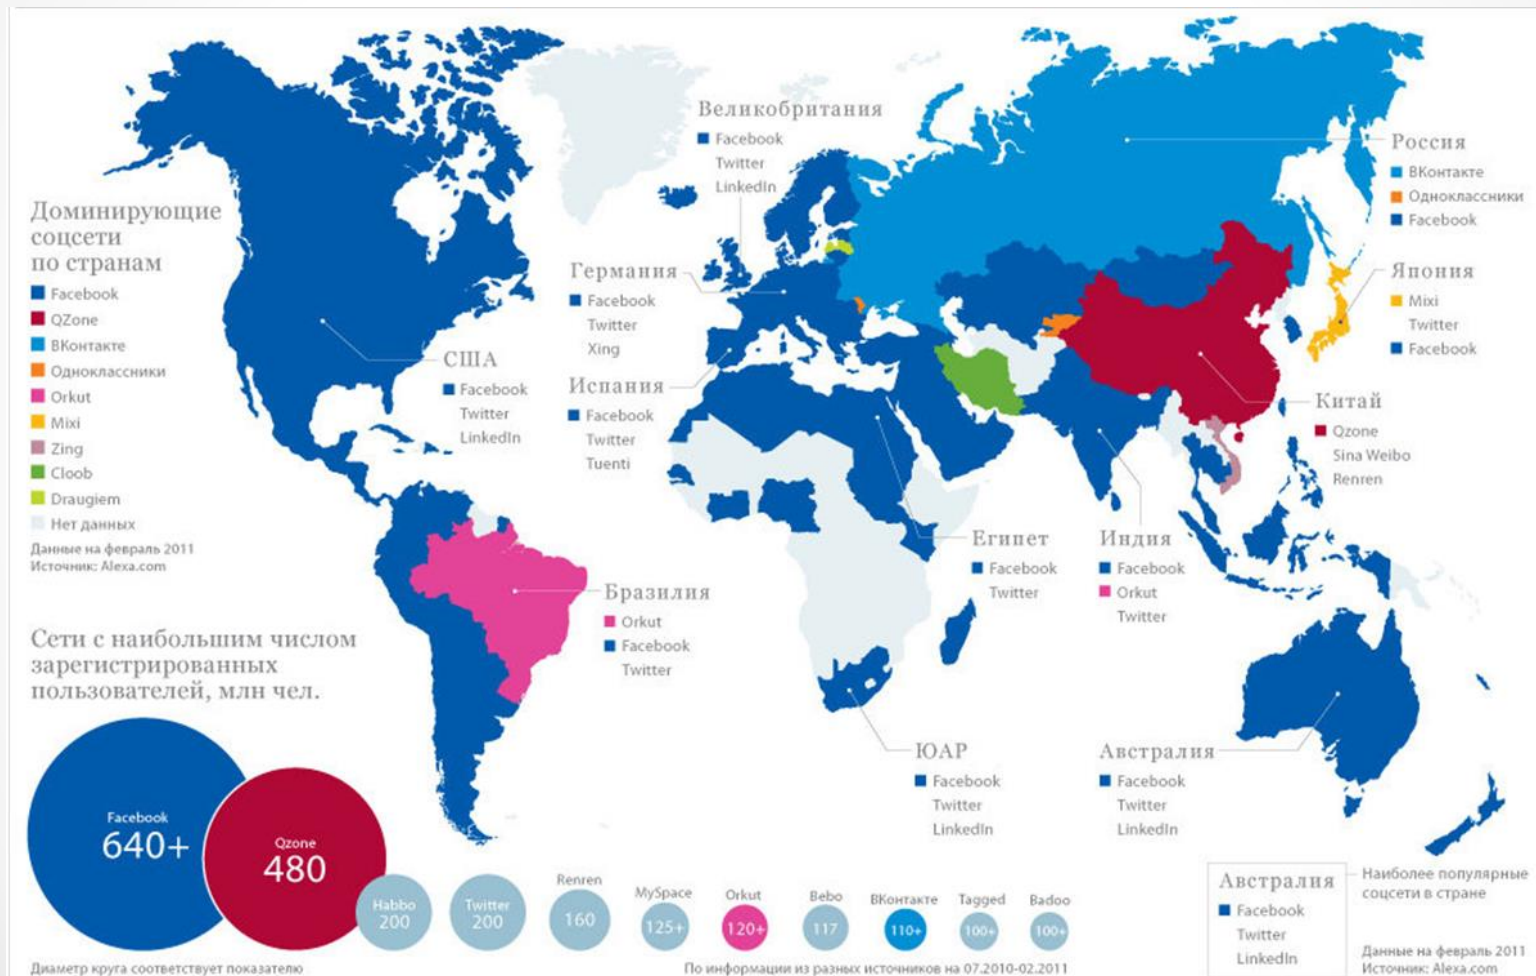 Доминирующие
соцсети
по странам
Facebook
QZone
ВКонтакте
Одноклассники
Orkut
Mixi
Zing
Cloob
Draugiem
Нет данных
Данные на февраль 2011
Источник: Alexa.com
США
Facebook
Twitter
LinkedIn
Великобритания
Facebook
Twitter
LinkedIn
Германия
Facebook
Twitter
Xing
Испания
Facebook
Twitter
Tuenti
Россия
ВКонтакте
Одноклассники
Facebook
Япония
Mixi
Twitter
Facebook
Китай
Qzone
Sina Weibo
Renren
Бразилия
Orkut
Facebook
Twitter
Египет
Facebook
Twitter
Индия
Facebook
Orkut
Twitter
ЮАР
Facebook
Twitter
LinkedIn
Австралия
Facebook
Twitter
LinkedIn
Сети с наибольшим числом
зарегистрированных
пользователей, млн чел.
Facebook
640+
Qzone
480
Habbo
200
Twitter
200
Renren
160
MySpace
125+
Orkut
120+
Bebo
117
ВКонтакте
110+
Tagged
100+
Badoo
100+
Диаметр круга соответствует показателю
По информации из разных источников на 07.2010-02.2011
Австралия
Facebook
Twitter
LinkedIn
Наиболее популярные
соцсети в стране
Данные на февраль 2011
Источник: Alexa.com